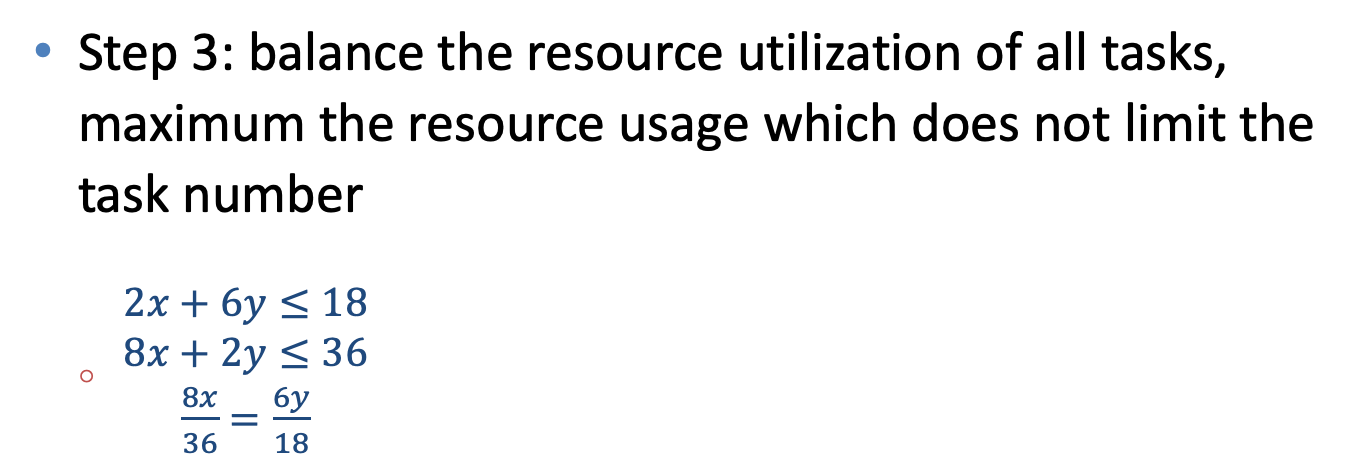 • Step 3: balance the resource utilization of all tasks,
maximum the resource usage which does not limit the
task number
2x + 6y ≤ 18
8x + 2y ≤ 36
8x/36 = 6y/18